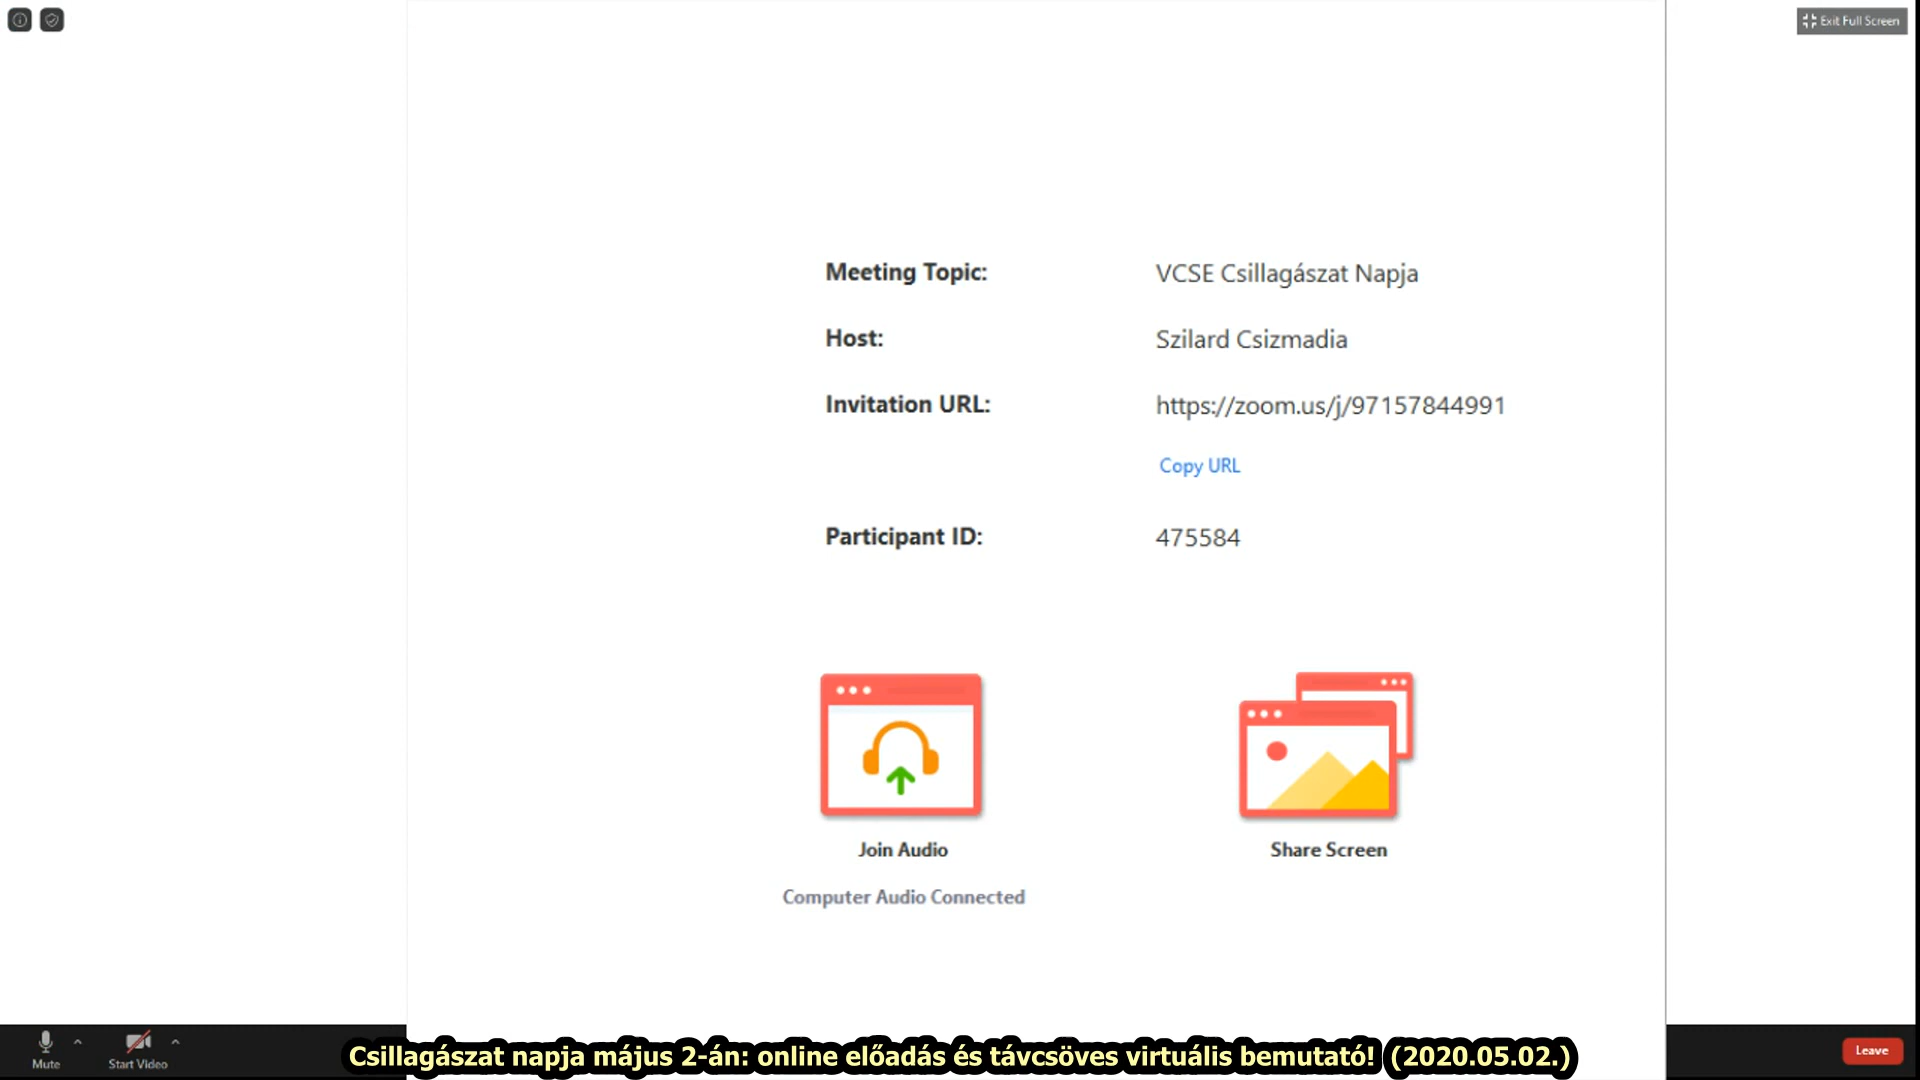 Exit Full Screen
Meeting Topic: VCSE Csillagászat Napja
Host: Szilard Csizmadia
Invitation URL: https://zoom.us/j/97157844991
Copy URL
Participant ID: 475584
Join Audio Share Screen
Computer Audio Connected
Mute Start Video Leave
Csillagászat napja május 2-án: online előadás és távcsöves virtuális bemutató! (2020.05.02.)